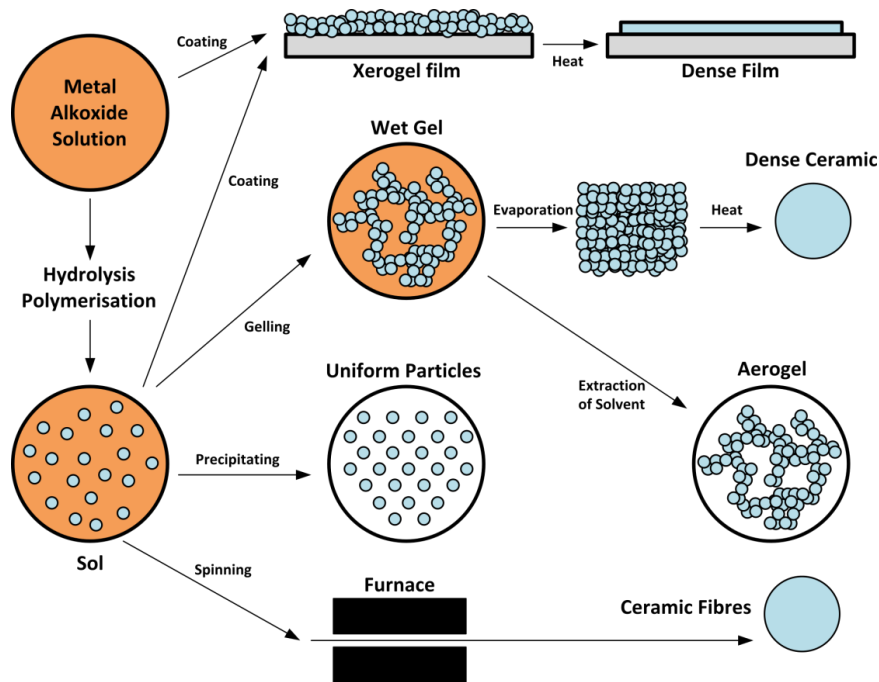 Coating
Xerogel film
Heat
Dense Film
Metal
Alkoxide
Solution
Wet Gel
Dense Ceramic
Coating
Evaporation
Heat
Hydrolysis
Polymerisation
Gelling
Uniform Particles
Aerogel
Extraction
of Solvent
Precipitating
Sol
Spinning
Furnace
Ceramic Fibres